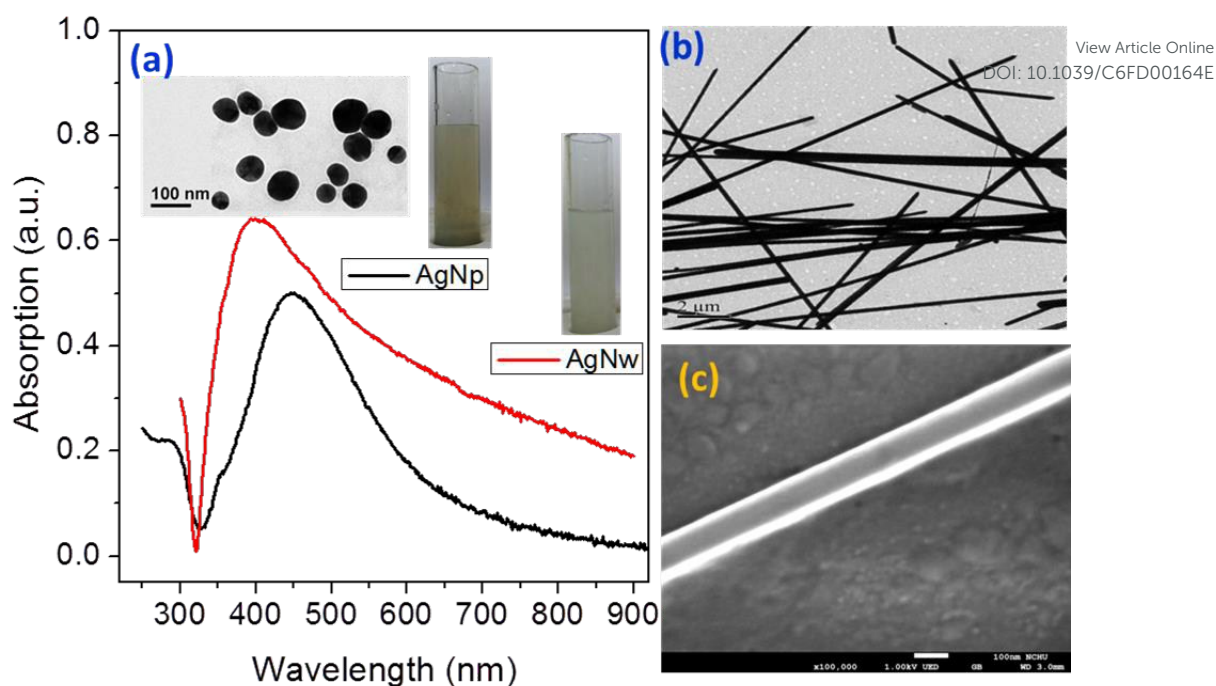 (a)
1.0
0.8
0.6
0.4
0.2
0.0
Absorption (a.u.)
100 nm
AgNp
AgNw
300 400 500 600 700 800 900
Wavelength (nm)
(b)
View Article Online
DOI: 10.1039/C6FD00164E
2 μm
(c)
100nm NCHU
x100,000 1.00kV UED GB WD 3.0mm